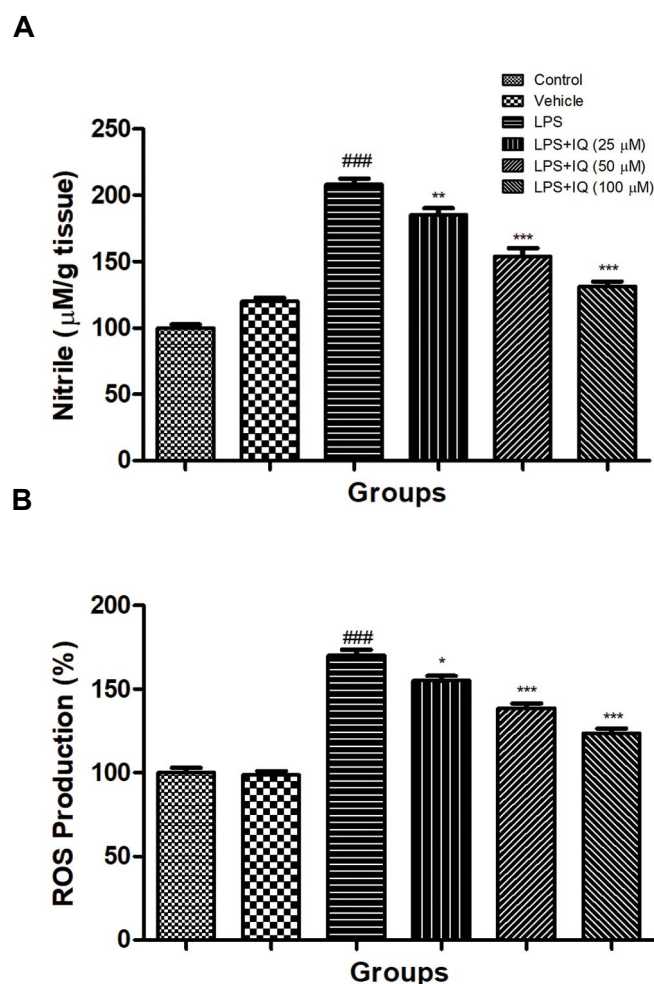 A
Control
Vehicle
LPS
LPS+IQ (25 μM)
LPS+IQ (50 μM)
LPS+IQ (100 μM)
250
200
150
100
50
0
Nitrile (μM/g tissue)
###
**
***
***
Groups
B
200
150
100
50
0
ROS Production (%)
###
*
***
***
Groups